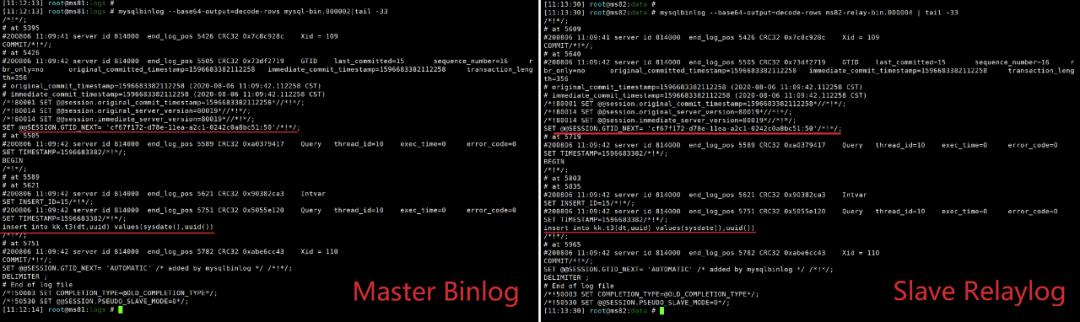 [11:12:13] root@ms81:logs #
[11:12:13] root@ms81:logs # mysqlbinlog --base64-output=decode-rows mysql-bin.000002|tail -33
/*!*/;
# at 5395
#200806 11:09:41 server id 814000  end_log_pos 5426 CRC32 0x7c8c928c  Xid = 109
COMMIT/*!*/;
# at 5426
#200806 11:09:42 server id 814000  end_log_pos 5505 CRC32 0x73df2719  GTID  last_committed=15  sequence_number=16  r
br_only=no  original_committed_timestamp=1596683382112258  immediate_commit_timestamp=1596683382112258  transaction_leng
th=356
# original_commit_timestamp=1596683382112258 (2020-08-06 11:09:42.112258 CST)
# immediate_commit_timestamp=1596683382112258 (2020-08-06 11:09:42.112258 CST)
/*!80001 SET @@session.original_commit_timestamp=1596683382112258*//*!*/;
/*!80014 SET @@session.original_server_version=80019*//*!*/;
/*!80014 SET @@session.immediate_server_version=80019*//*!*/;
SET @@SESSION.GTID_NEXT= 'cf67f172-d78e-11ea-a2c1-0242c0a8bc51:50'/*!*/;
# at 5505
#200806 11:09:42 server id 814000  end_log_pos 5589 CRC32 0xa0379417  Query  thread_id=10  exec_time=0  error_code=0
SET TIMESTAMP=1596683382/*!*/;
BEGIN
/*!*/;
# at 5589
# at 5621
#200806 11:09:42 server id 814000  end_log_pos 5621 CRC32 0x90382ca3  Intvar
SET INSERT_ID=15/*!*/;
#200806 11:09:42 server id 814000  end_log_pos 5751 CRC32 0x5055e120  Query  thread_id=10  exec_time=0  error_code=0
SET TIMESTAMP=1596683382/*!*/;
insert into kk.t3(dt,uuid) values(sysdate(),uuid())
/*!*/;
# at 5751
#200806 11:09:42 server id 814000  end_log_pos 5782 CRC32 0xabe6cc43  Xid = 110
COMMIT/*!*/;
SET @@SESSION.GTID_NEXT= 'AUTOMATIC' /* added by mysqlbinlog */ /*!*/;
DELIMITER ;
# End of log file
/*!50003 SET COMPLETION_TYPE=@OLD_COMPLETION_TYPE*/;
/*!50530 SET @@SESSION.PSEUDO_SLAVE_MODE=0*/;
[11:12:14] root@ms81:logs #
Master Binlog
[11:13:30] root@ms82:data # mysqlbinlog --base64-output=decode-rows ms82-relay-bin.000004 | tail -33
/*!*/;
# at 5609
#200806 11:09:41 server id 814000  end_log_pos 5426 CRC32 0x7c8c928c  Xid = 109
COMMIT/*!*/;
# at 5640
#200806 11:09:42 server id 814000  end_log_pos 5505 CRC32 0x73df2719  GTID  last_committed=15  sequence_number=16  r
br_only=no  original_committed_timestamp=1596683382112258  immediate_commit_timestamp=1596683382112258  transaction_leng
th=356
# original_commit_timestamp=1596683382112258 (2020-08-06 11:09:42.112258 CST)
# immediate_commit_timestamp=1596683382112258 (2020-08-06 11:09:42.112258 CST)
/*!80001 SET @@session.original_commit_timestamp=1596683382112258*//*!*/;
/*!80014 SET @@session.original_server_version=80019*//*!*/;
/*!80014 SET @@session.immediate_server_version=80019*//*!*/;
SET @@SESSION.GTID_NEXT= 'cf67f172-d78e-11ea-a2c1-0242c0a8bc51:50'/*!*/;
# at 5719
#200806 11:09:42 server id 814000  end_log_pos 5589 CRC32 0xa0379417  Query  thread_id=10  exec_time=0  error_code=0
SET TIMESTAMP=1596683382/*!*/;
BEGIN
/*!*/;
# at 5803
# at 5835
#200806 11:09:42 server id 814000  end_log_pos 5621 CRC32 0x90382ca3  Intvar
SET INSERT_ID=15/*!*/;
#200806 11:09:42 server id 814000  end_log_pos 5751 CRC32 0x5055e120  Query  thread_id=10  exec_time=0  error_code=0
SET TIMESTAMP=1596683382/*!*/;
insert into kk.t3(dt,uuid) values(sysdate(),uuid())
/*!*/;
# at 5965
#200806 11:09:42 server id 814000  end_log_pos 5782 CRC32 0xabe6cc43  Xid = 110
COMMIT/*!*/;
SET @@SESSION.GTID_NEXT= 'AUTOMATIC' /* added by mysqlbinlog */ /*!*/;
DELIMITER ;
# End of log file
/*!50003 SET COMPLETION_TYPE=@OLD_COMPLETION_TYPE*/;
/*!50530 SET @@SESSION.PSEUDO_SLAVE_MODE=0*/;
[11:13:30] root@ms82:data #
Slave Relaylog